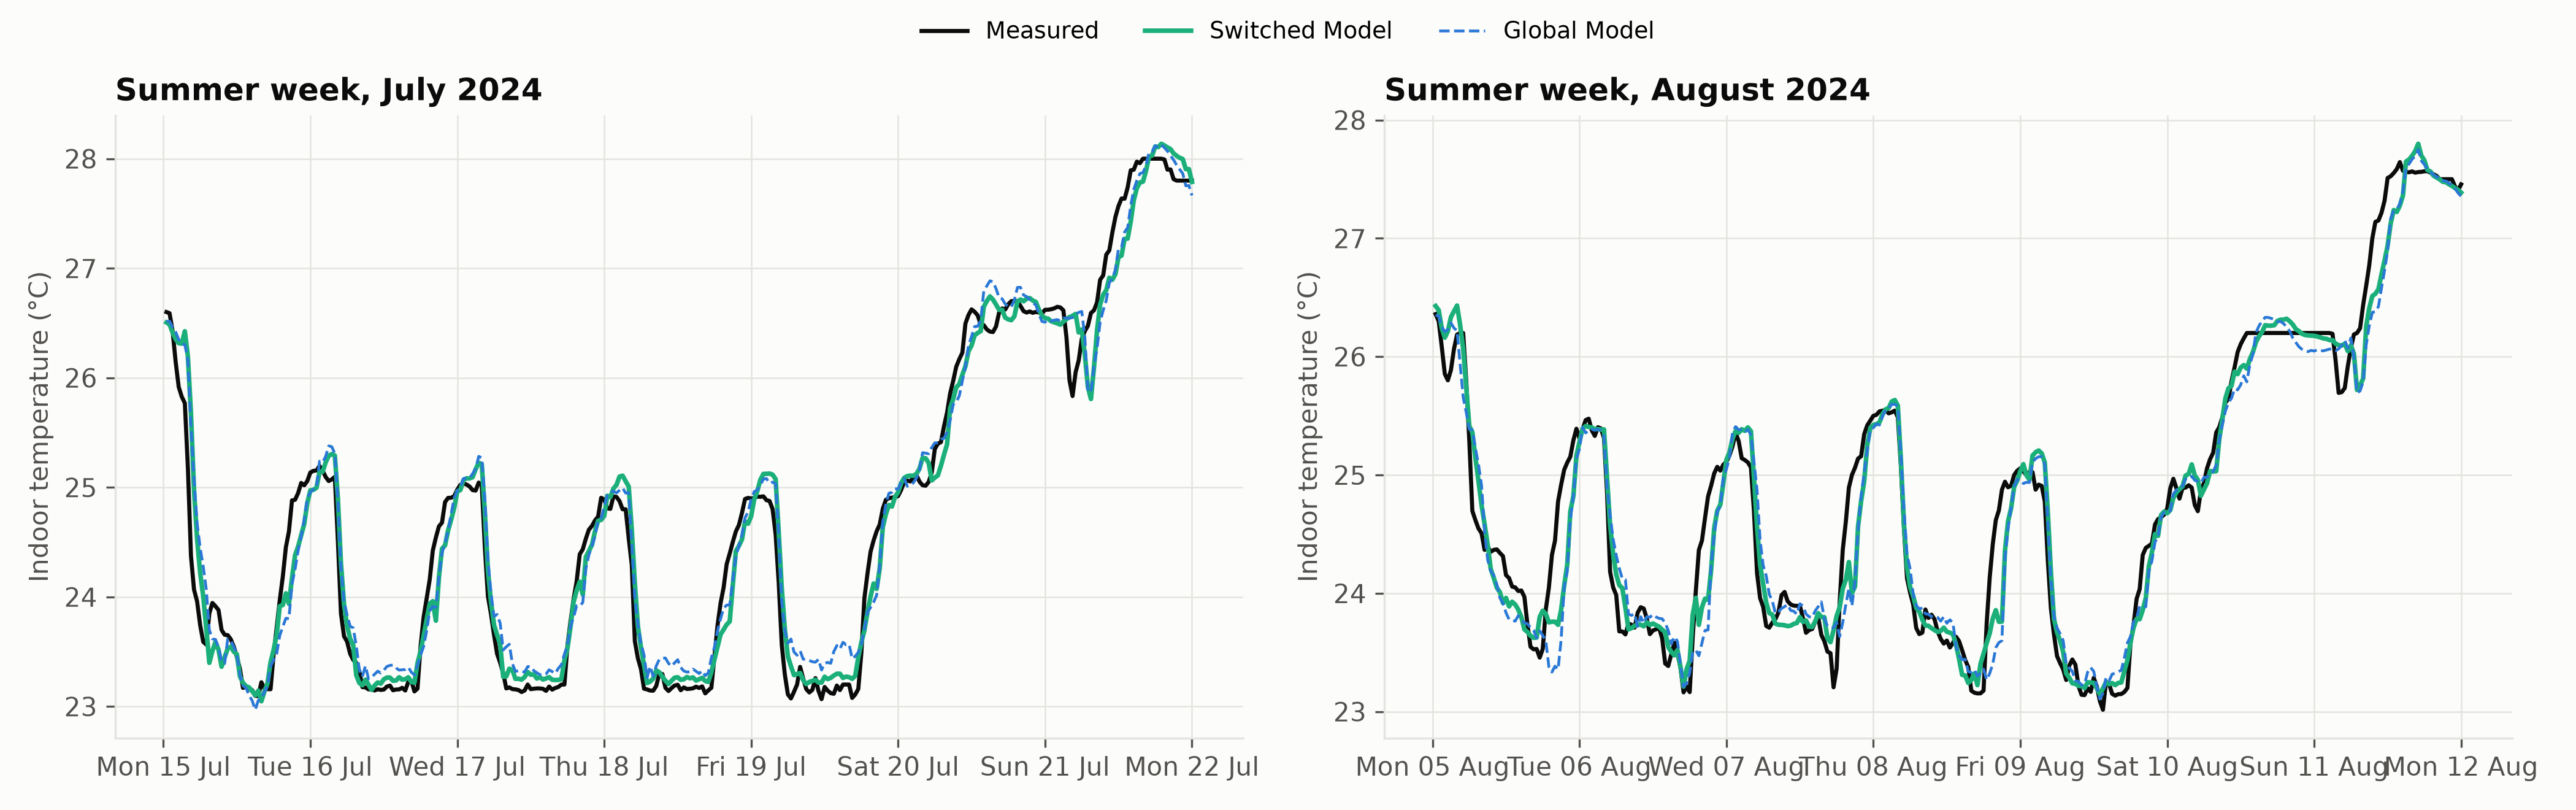 Measured Switched Model Global Model
Summer week, July 2024
Indoor temperature (°C)
28
27
26
25
24
23
Mon 15 Jul Tue 16 Jul Wed 17 Jul Thu 18 Jul Fri 19 Jul Sat 20 Jul Sun 21 Jul Mon 22 Jul
Summer week, August 2024
Indoor temperature (°C)
28
27
26
25
24
23
Mon 05 Aug Tue 06 Aug Wed 07 Aug Thu 08 Aug Fri 09 Aug Sat 10 Aug Sun 11 Aug Mon 12 Aug